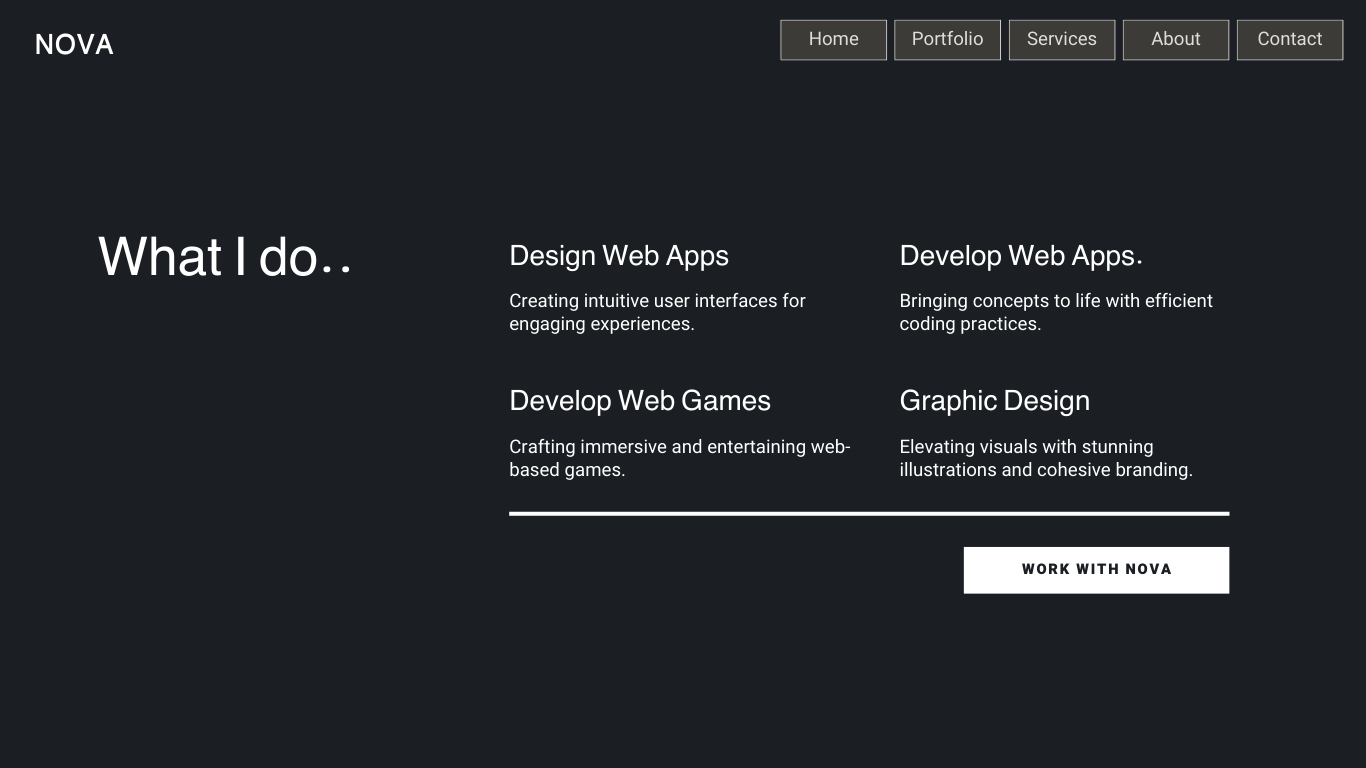 NOVA
Home
Portfolio
Services
About
Contact
What I do..
Design Web Apps
Creating intuitive user interfaces for
engaging experiences.
Develop Web Apps.
Bringing concepts to life with efficient
coding practices.
Develop Web Games
Crafting immersive and entertaining web-
based games.
Graphic Design
Elevating visuals with stunning
illustrations and cohesive branding.
WORK WITH NOVA